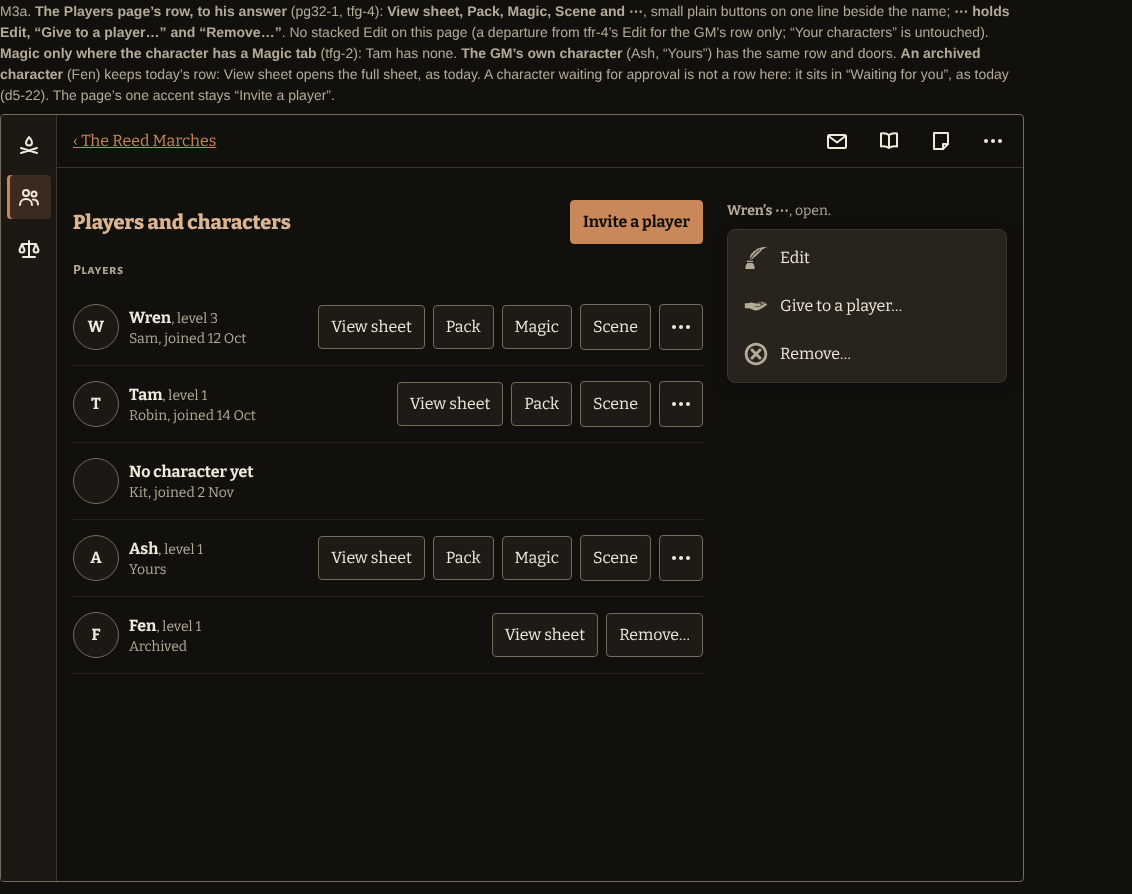 M3a. The Players page's row, to his answer (pg32-1, tfg-4): View sheet, Pack, Magic, Scene and ···, small plain buttons on one line beside the name; ··· holds
Edit, “Give to a player…” and “Remove…”. No stacked Edit on this page (a departure from tfr-4's Edit for the GM's row only; “Your characters” is untouched).
Magic only where the character has a Magic tab (tfg-2): Tam has none. The GM's own character (Ash, “Yours”) has the same row and doors. An archived
character (Fen) keeps today's row: View sheet opens the full sheet, as today. A character waiting for approval is not a row here: it sits in “Waiting for you”, as today
(d5-22). The page's one accent stays “Invite a player”.
‹ The Reed Marches
Players and characters
Invite a player
Wren's ···, open.
Players
Edit
Give to a player…
Remove…
W
Wren, level 3
Sam, joined 12 Oct
View sheet
Pack
Magic
Scene
T
Tam, level 1
Robin, joined 14 Oct
View sheet
Pack
Scene
No character yet
Kit, joined 2 Nov
A
Ash, level 1
Yours
View sheet
Pack
Magic
Scene
F
Fen, level 1
Archived
View sheet
Remove…